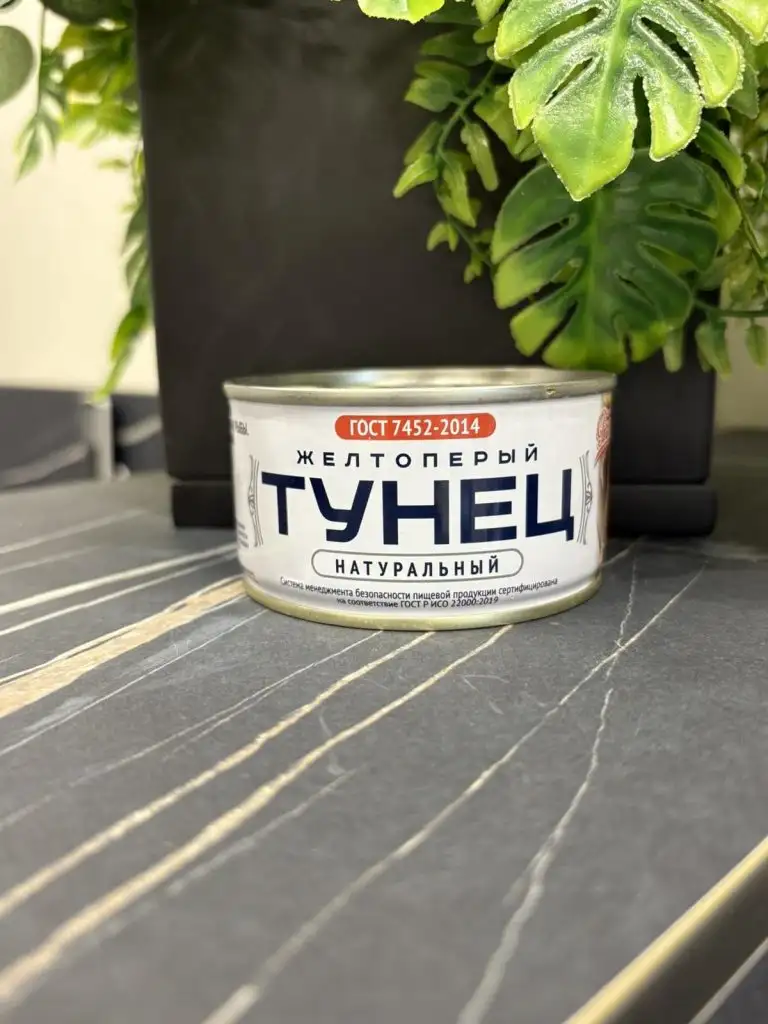 ГОСТ 7452-2014
ЖЕЛТОПЕРЫЙ
ТУНЕЦ
НАТУРАЛЬНЫЙ
Система менеджмента безопасности пищевой продукции сертифицирована
на соответствие ГОСТ Р ИСО 22000-2019